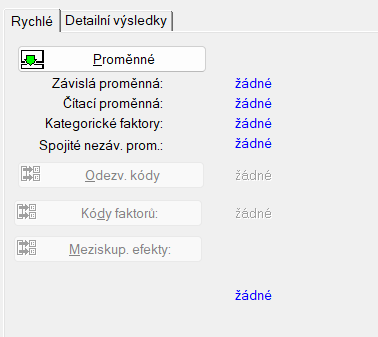 Rychlé Detailní výsledky
Proměnné
Závislá proměnná: žádné
Čítací proměnná: žádné
Kategorické faktory: žádné
Spojité nezáv. prom.: žádné
Odezv. kódy žádné
Kódy faktorů: žádné
Meziskup. efekty:
žádné